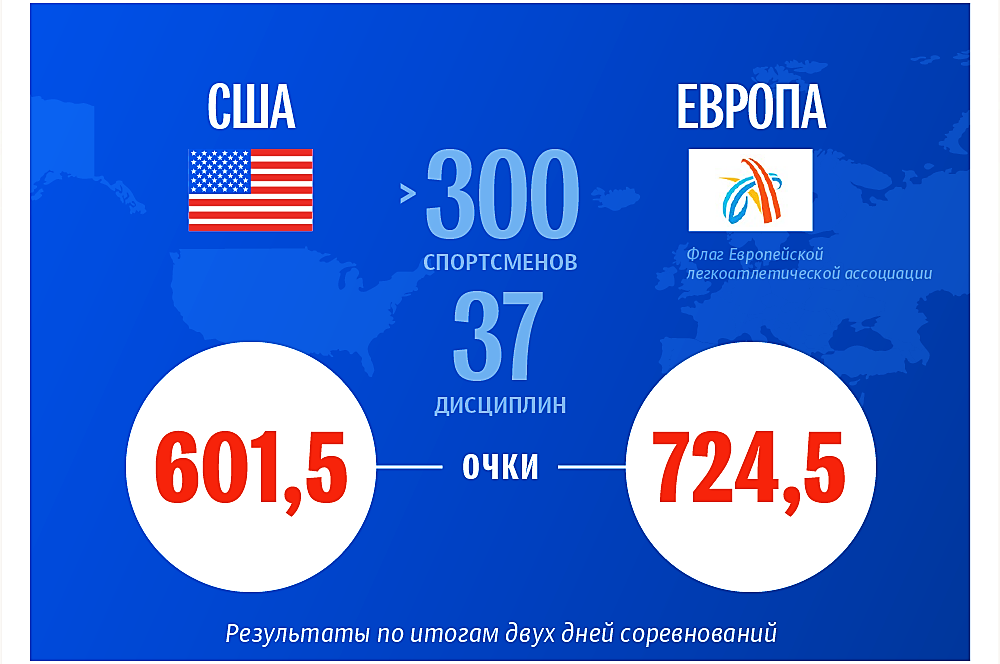 США
ЕВРОПА
>300
СПОРТСМЕНОВ
Флаг Европейской
легкоатлетической ассоциации
37
ДИСЦИПЛИН
601,5
ОЧКИ
724,5
Результаты по итогам двух дней соревнований